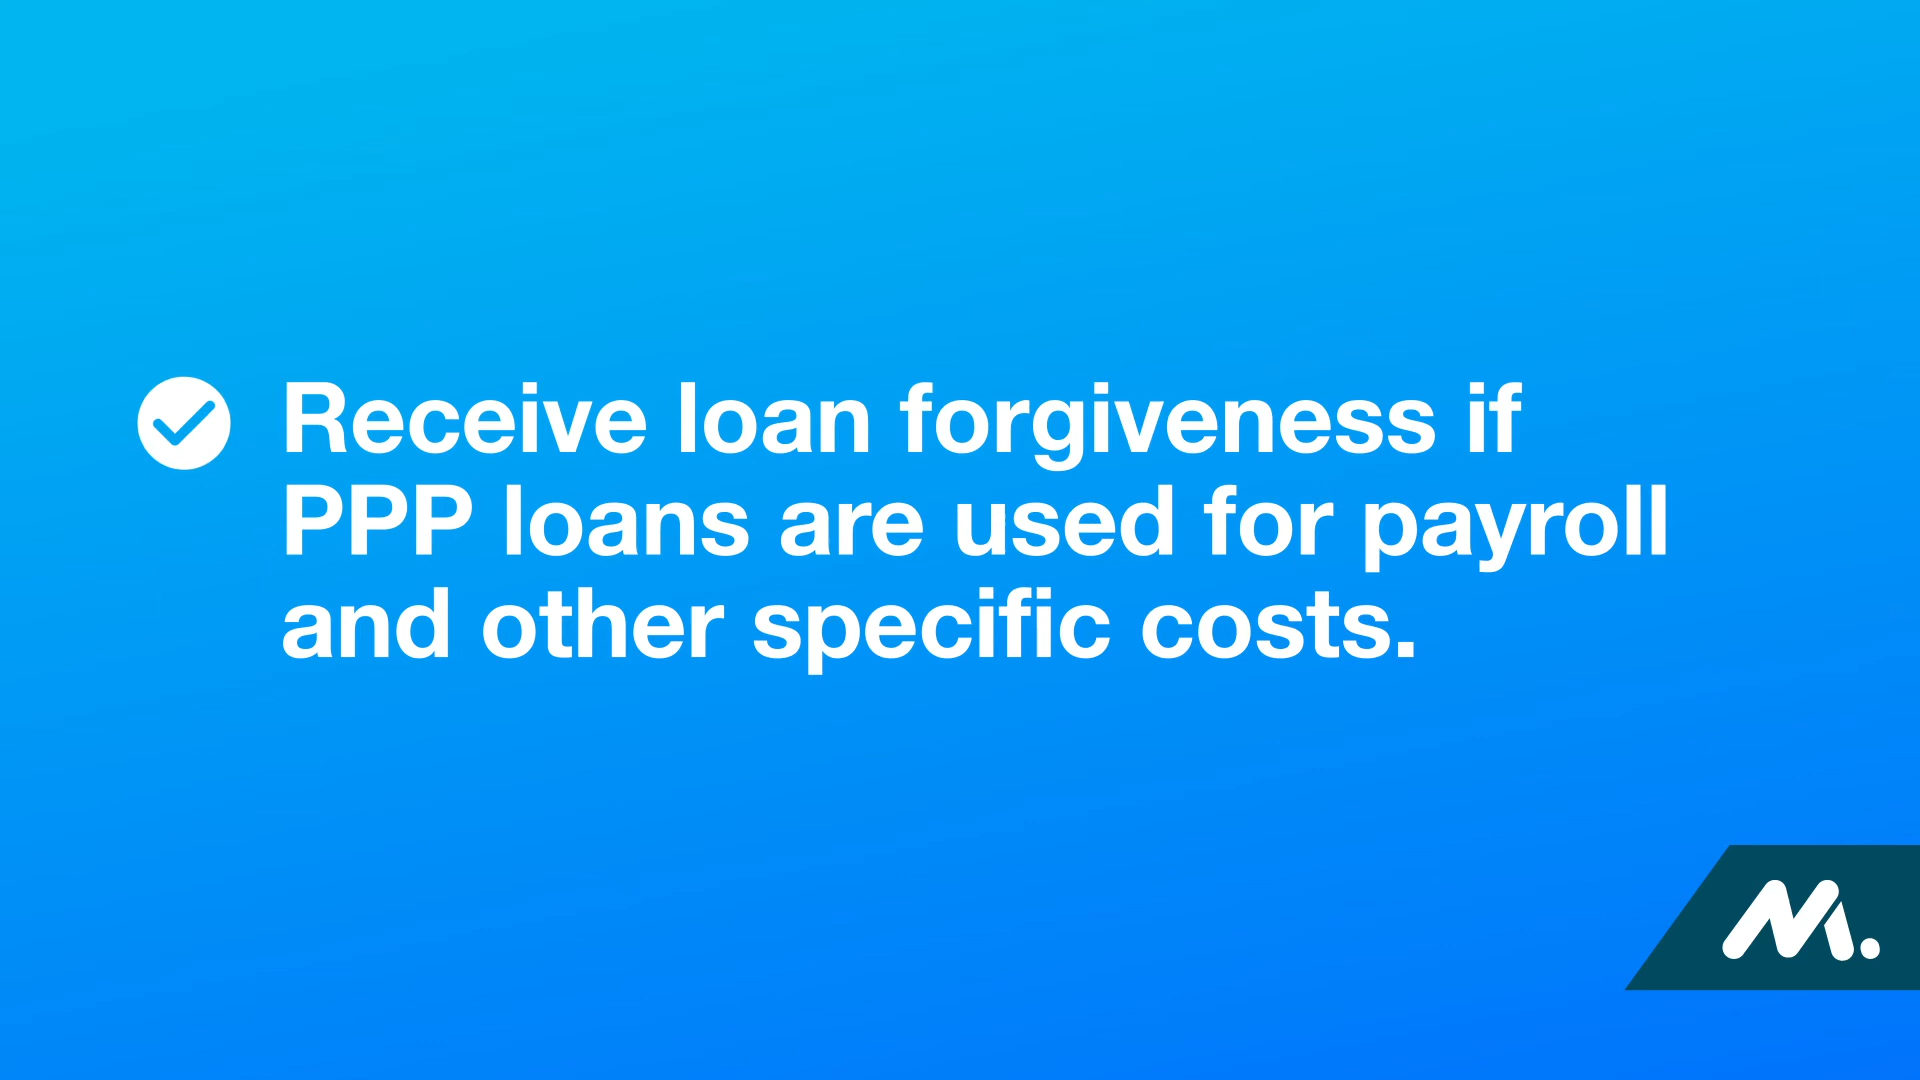 Receive loan forgiveness if
PPP loans are used for payroll
and other specific costs.
M.